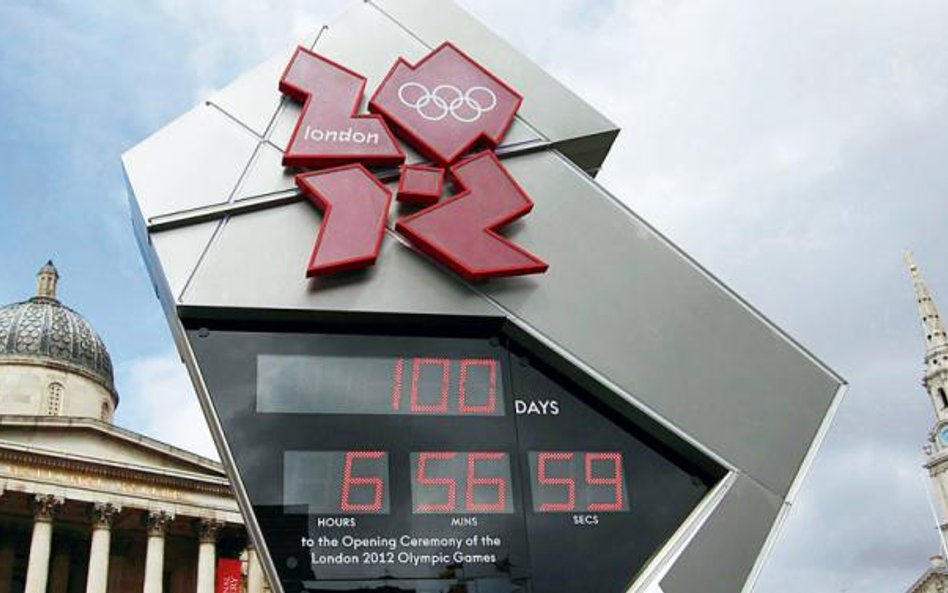 london
100 DAYS
6 56 59
HOURS MINS SECS
to the Opening Ceremony of the
London 2012 Olympic Games